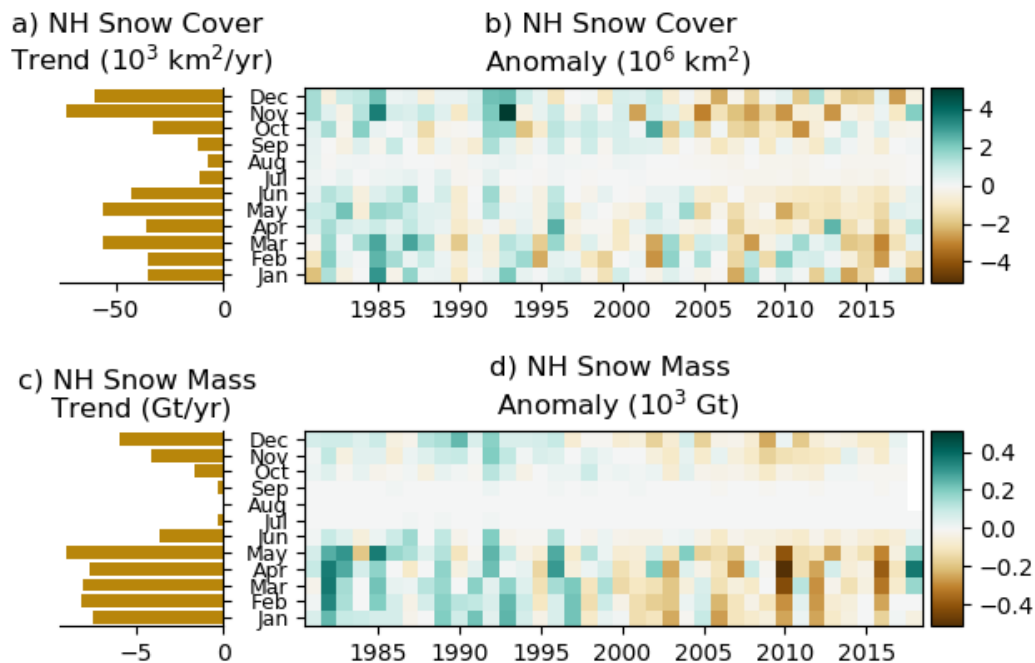 a) NH Snow Cover
Trend (10³ km²/yr)
b) NH Snow Cover
Anomaly (10⁶ km²)
Dec
Nov
Oct
Sep
Aug
Jul
Jun
May
Apr
Mar
Feb
Jan
−50
0
1985
1990
1995
2000
2005
2010
2015
4
2
0
−2
−4
c) NH Snow Mass
Trend (Gt/yr)
d) NH Snow Mass
Anomaly (10³ Gt)
Dec
Nov
Oct
Sep
Aug
Jul
Jun
May
Apr
Mar
Feb
Jan
−5
0
1985
1990
1995
2000
2005
2010
2015
0.4
0.2
0.0
−0.2
−0.4